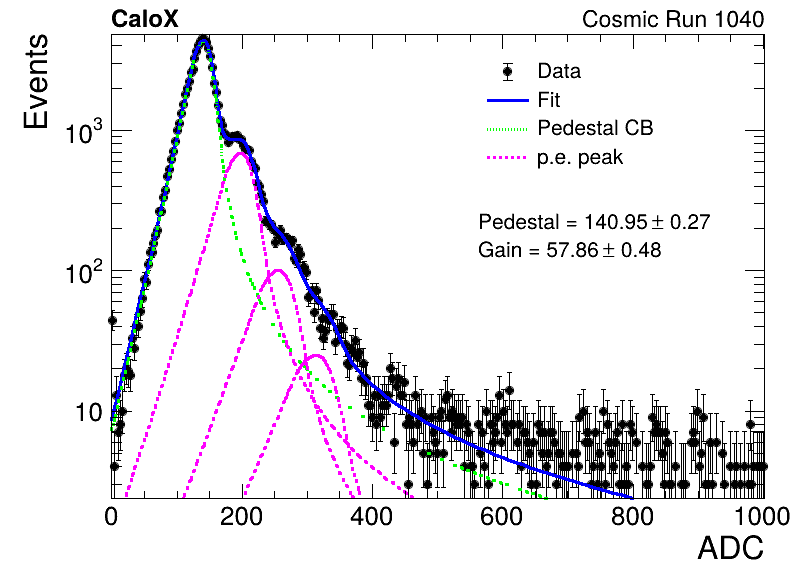 CaloX Cosmic Run 1040
Events
Data
Fit
Pedestal CB
p.e. peak
Pedestal = 140.95 ± 0.27
Gain = 57.86 ± 0.48
10³
10²
10
0 200 400 600 800 1000
ADC